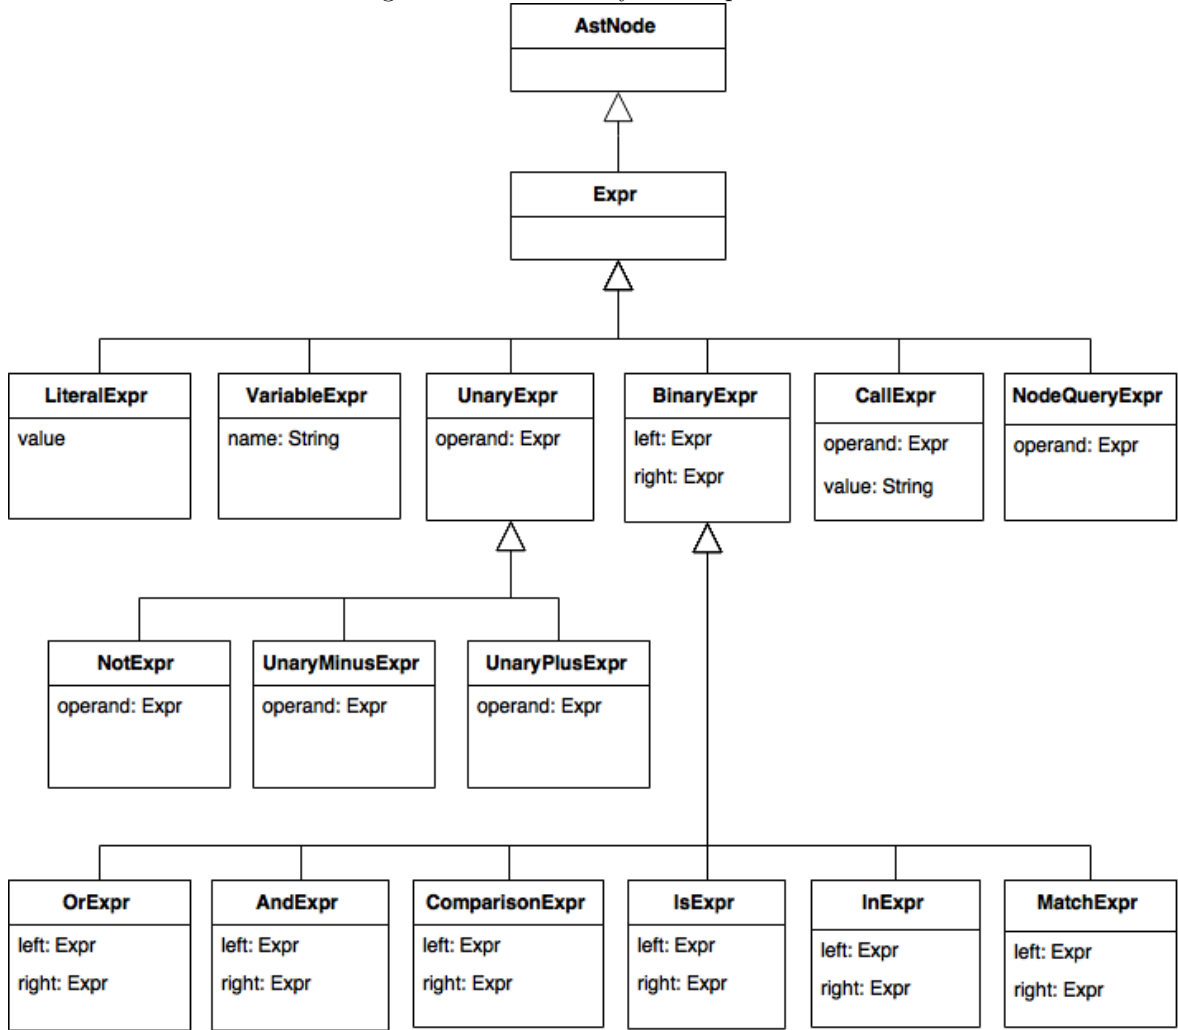 AstNode
Expr
LiteralExpr
value
VariableExpr
name: String
UnaryExpr
operand: Expr
BinaryExpr
left: Expr
right: Expr
CallExpr
operand: Expr
value: String
NodeQueryExpr
operand: Expr
NotExpr
operand: Expr
UnaryMinusExpr
operand: Expr
UnaryPlusExpr
operand: Expr
OrExpr
left: Expr
right: Expr
AndExpr
left: Expr
right: Expr
ComparisonExpr
left: Expr
right: Expr
IsExpr
left: Expr
right: Expr
InExpr
left: Expr
right: Expr
MatchExpr
left: Expr
right: Expr